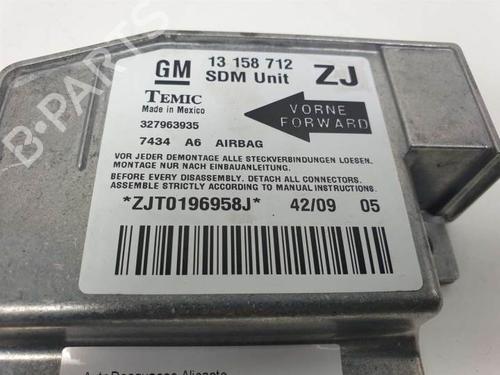 GM 13 158 712 ZJ
SDM Unit
TEMIC
Made in Mexico
VORNE
FORWARD
327963935
7434 A6 AIRBAG
VOR JEDER DEMONTAGE ALLE STECKVERBINDUNGEN LOESEN.
MONTAGE NUR NACH EINBAUANLEITUNG.
BEFORE EVERY DISASSEMBLY. DETACH ALL CONNECTORS.
ASSEMBLE STRICTLY ACCORDING TO MANUAL INSTRUCTIONS.
*ZJT0196958J* 42/09 05
B-Parts